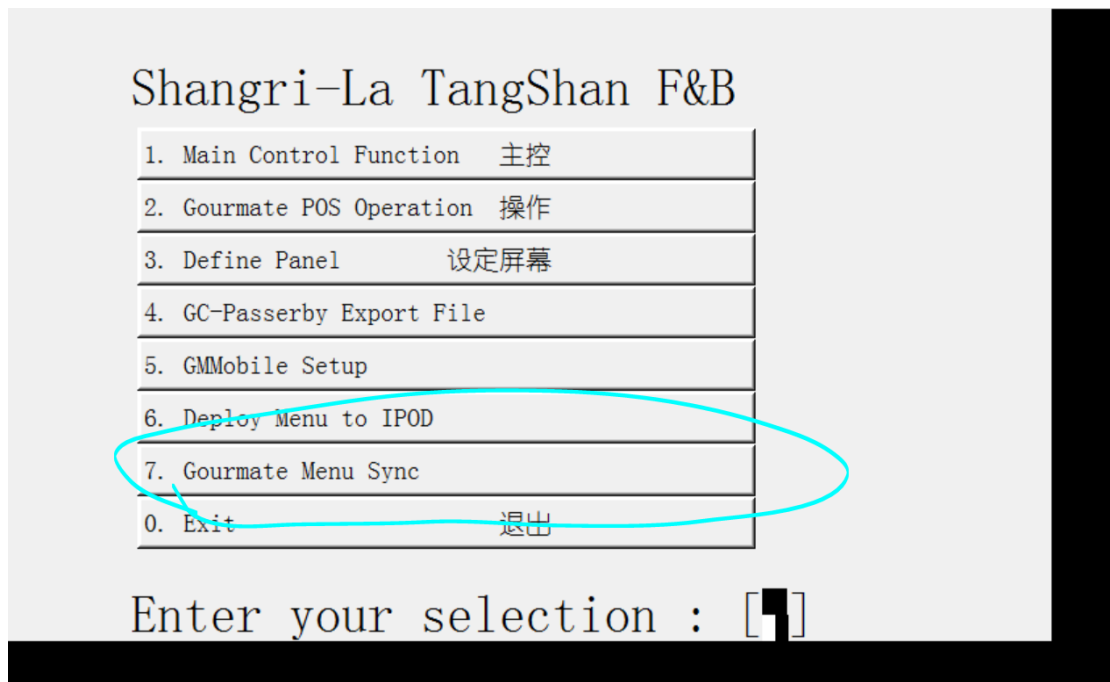 Shangri-La TangShan F&B
1. Main Control Function 主控
2. Gourmate POS Operation 操作
3. Define Panel 设定屏幕
4. GC-Passerby Export File
5. GMMobile Setup
6. Deploy Menu to IPOD
7. Gourmate Menu Sync
0. Exit 退出
Enter your selection : [ ]